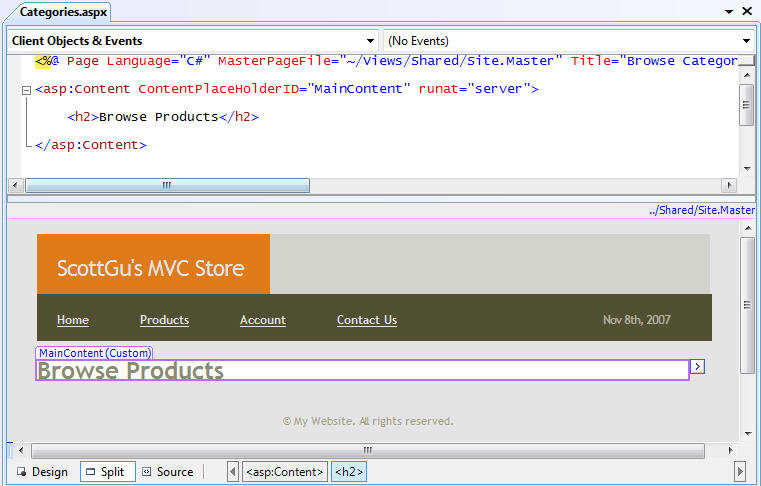 Categories.aspx
Client Objects & Events (No Events)
<%@ Page Language="C#" MasterPageFile="~/Views/Shared/Site.Master" Title="Browse Categor
<asp:Content ContentPlaceHolderID="MainContent" runat="server">
<h2>Browse Products</h2>
</asp:Content>
../Shared/Site.Master
ScottGu's MVC Store
Home Products Account Contact Us Nov 8th, 2007
MainContent (Custom)
Browse Products
© My Website. All rights reserved.
Design Split Source <asp:Content> <h2>